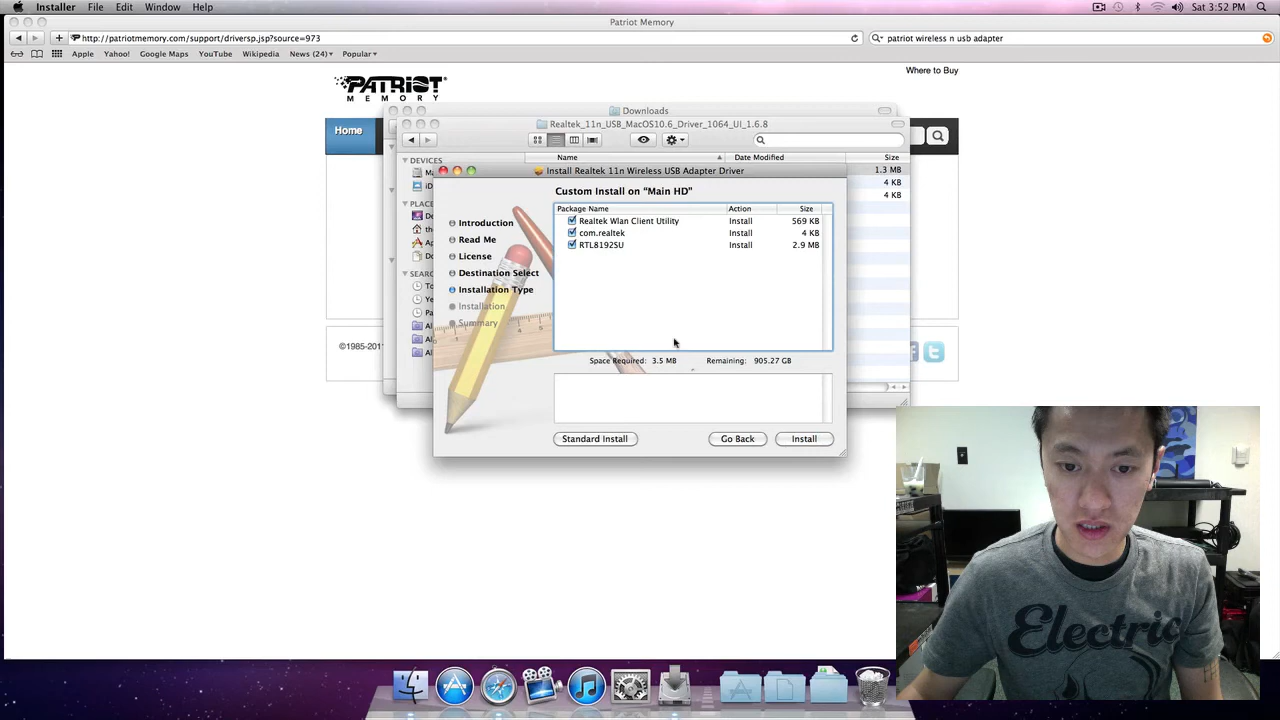 Installer File Edit Window Help Sat 3:52 PM
Patriot Memory
http://patriotmemory.com/support/driversp.jsp?source=973 patriot wireless n usb adapter
Apple Yahoo! Google Maps YouTube Wikipedia News (24) Popular
Where to Buy
PATRIOT
MEMORY
Downloads
Home
Realtek_11n_USB_MacOS10.6_Driver_1064_UI_1.6.8
Name Date Modified Size
DEVICES
1.3 MB
4 KB
4 KB
PLACE
SEARC
Install Realtek 11n Wireless USB Adapter Driver
Custom Install on "Main HD"
Package Name Action Size
Realtek Wlan Client Utility Install 569 KB
com.realtek Install 4 KB
RTL8192SU Install 2.9 MB
Introduction
Read Me
License
Destination Select
Installation Type
Installation
Summary
Space Required: 3.5 MB Remaining: 905.27 GB
Standard Install Go Back Install
Electric